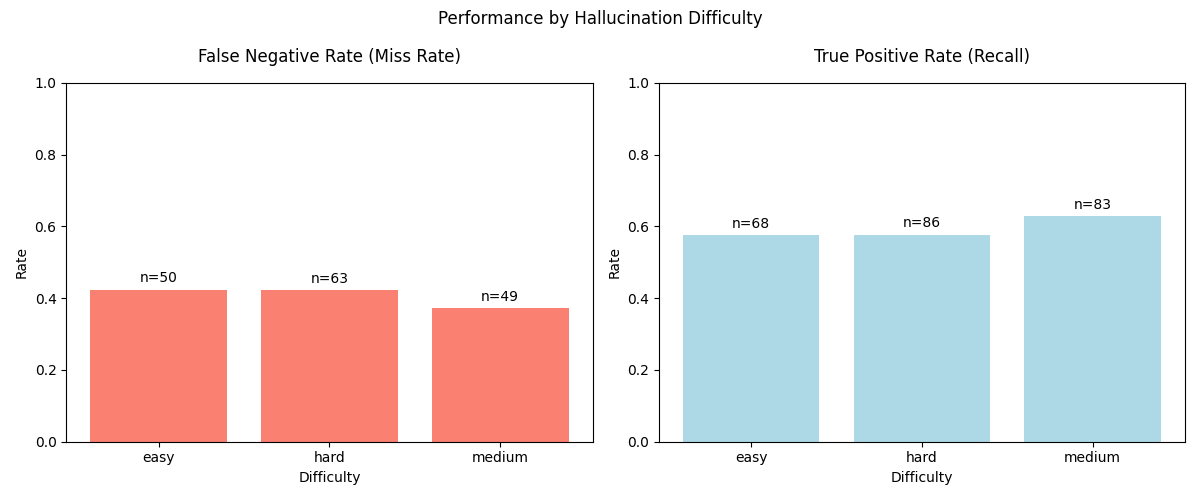 Performance by Hallucination Difficulty
False Negative Rate (Miss Rate)
1.0
0.8
0.6
0.4
0.2
0.0
Rate
n=50
n=63
n=49
easy
hard
medium
Difficulty
True Positive Rate (Recall)
1.0
0.8
0.6
0.4
0.2
0.0
Rate
n=68
n=86
n=83
easy
hard
medium
Difficulty